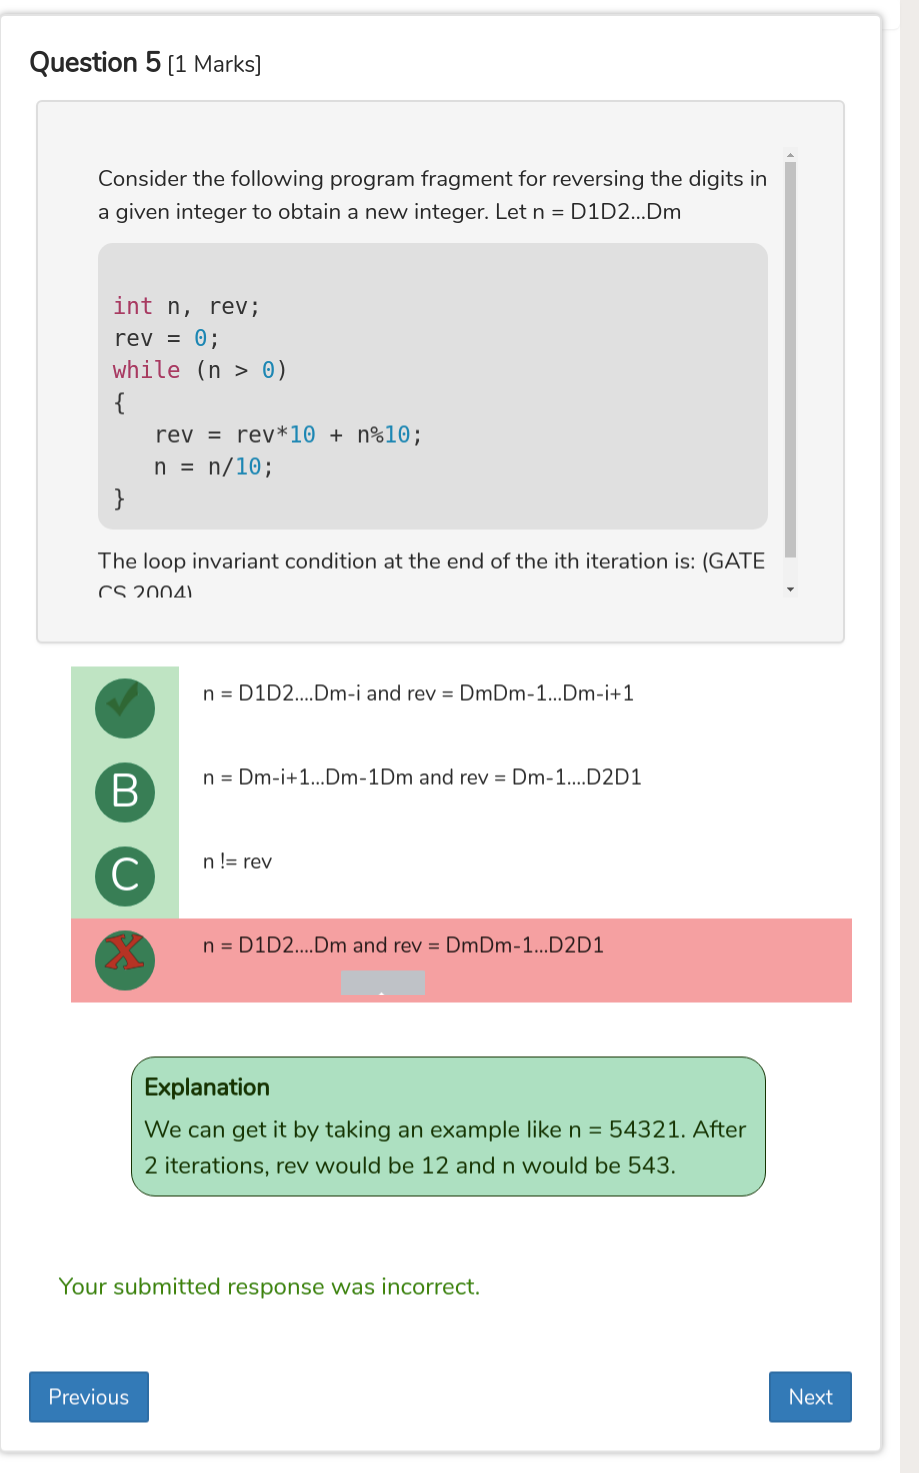 Question 5 [1 Marks]
Consider the following program fragment for reversing the digits in
a given integer to obtain a new integer. Let n = D1D2...Dm
int n, rev;
rev = 0;
while (n > 0)
{
   rev = rev*10 + n%10;
   n = n/10;
}
The loop invariant condition at the end of the ith iteration is: (GATE
CS 2004)
n = D1D2....Dm-i and rev = DmDm-1...Dm-i+1
B
n = Dm-i+1...Dm-1Dm and rev = Dm-1....D2D1
C
n != rev
X
n = D1D2....Dm and rev = DmDm-1...D2D1
Explanation
We can get it by taking an example like n = 54321. After
2 iterations, rev would be 12 and n would be 543.
Your submitted response was incorrect.
Previous
Next